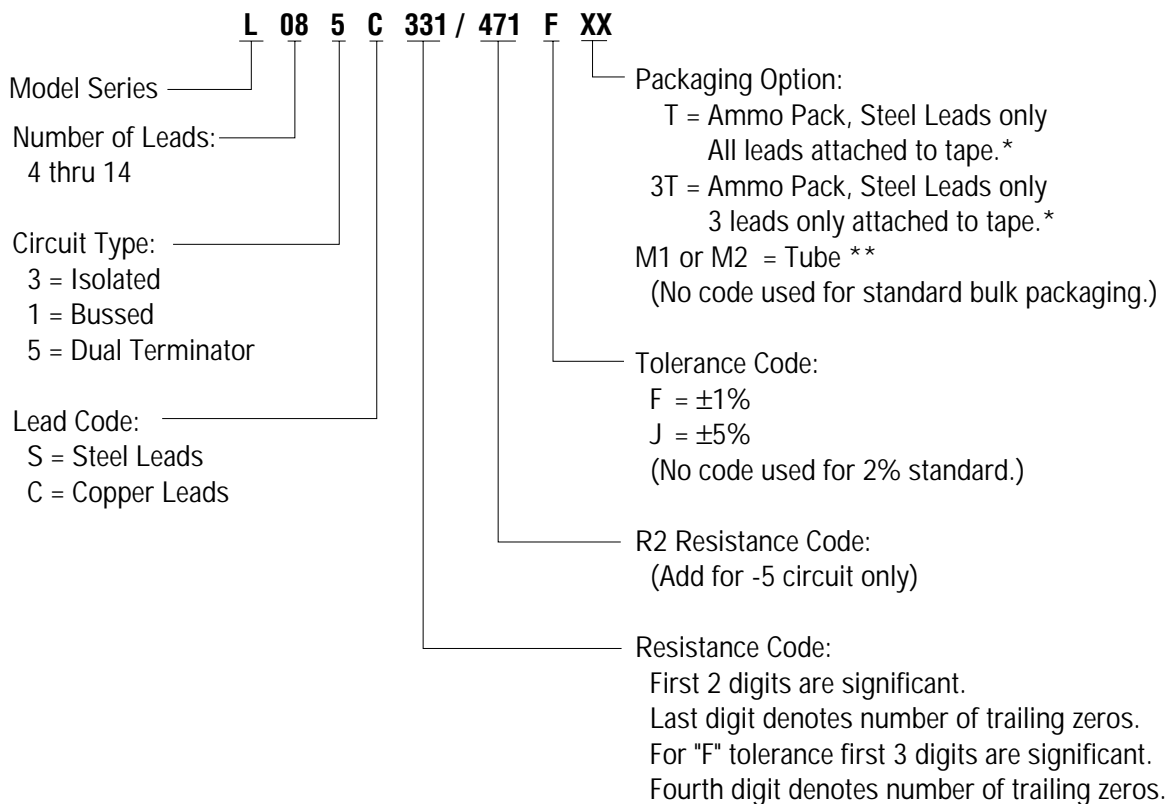 L 08 5 C 331 / 471 F XX
Model Series
Number of Leads:
4 thru 14
Circuit Type:
3 = Isolated
1 = Bussed
5 = Dual Terminator
Lead Code:
S = Steel Leads
C = Copper Leads
Packaging Option:
T = Ammo Pack, Steel Leads only
All leads attached to tape.*
3T = Ammo Pack, Steel Leads only
3 leads only attached to tape.*
M1 or M2 = Tube **
(No code used for standard bulk packaging.)
Tolerance Code:
F = ±1%
J = ±5%
(No code used for 2% standard.)
R2 Resistance Code:
(Add for -5 circuit only)
Resistance Code:
First 2 digits are significant.
Last digit denotes number of trailing zeros.
For "F" tolerance first 3 digits are significant.
Fourth digit denotes number of trailing zeros.